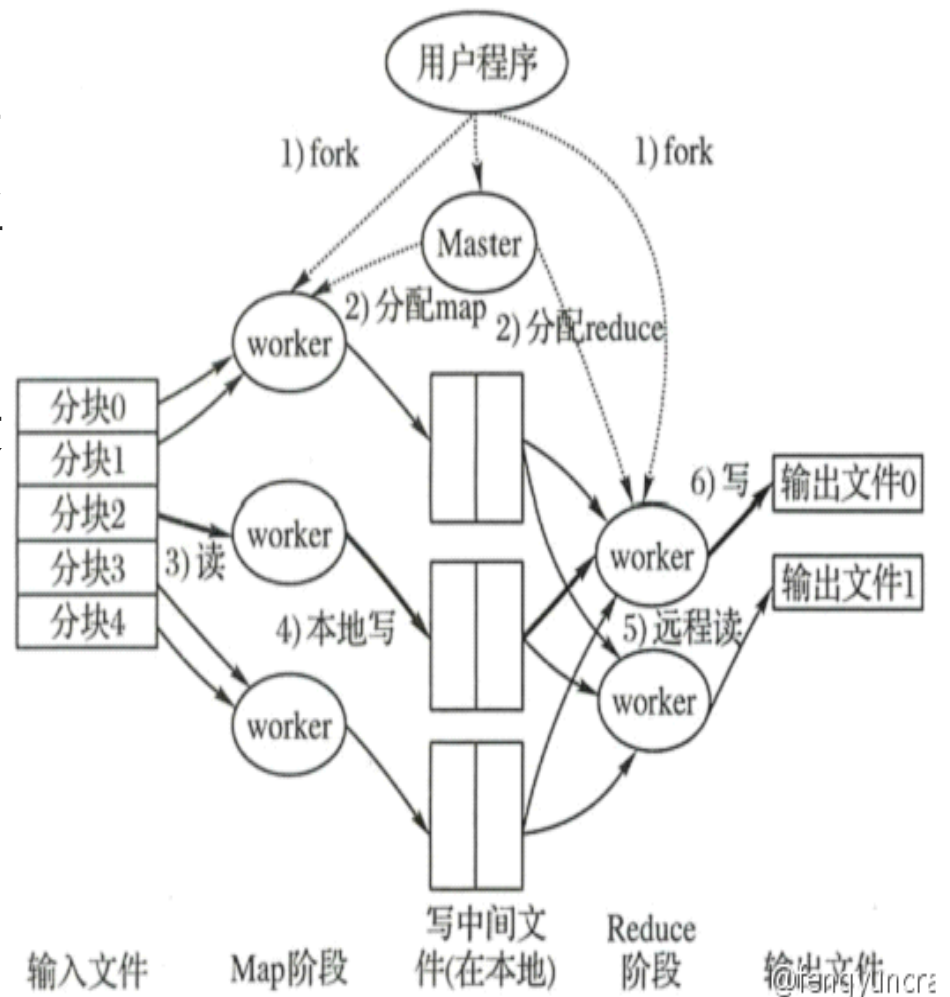 用户程序
1) fork
1) fork
Master
2) 分配map
2) 分配reduce
worker
分块0
分块1
分块2
分块3
分块4
3) 读
worker
4) 本地写
worker
worker
5) 远程读
worker
6) 写
输出文件0
输出文件1
输入文件
Map阶段
写中间文
件(在本地)
Reduce
阶段
输出文件